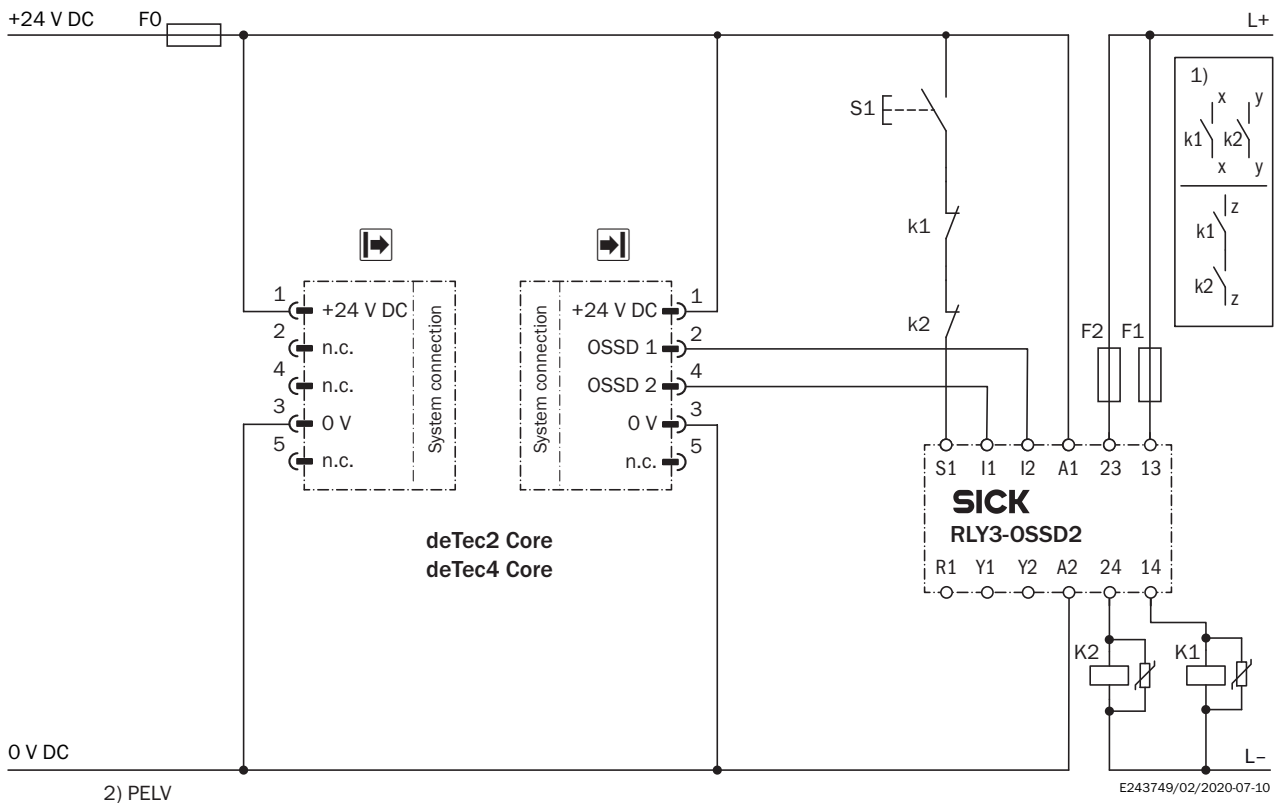 +24 V DC
F0
L+
1)
x
y
k1
k2
x
y
z
k1
k2
z
S1
k1
k2
1
+24 V DC
2
n.c.
4
n.c.
3
0 V
5
n.c.
System connection
System connection
+24 V DC
1
OSSD 1
2
OSSD 2
4
0 V
3
n.c.
5
F2
F1
S1 I1 I2 A1 23 13
SICK
RLY3-OSSD2
R1 Y1 Y2 A2 24 14
deTec2 Core
deTec4 Core
K2
K1
0 V DC
L–
2) PELV
E243749/02/2020-07-10